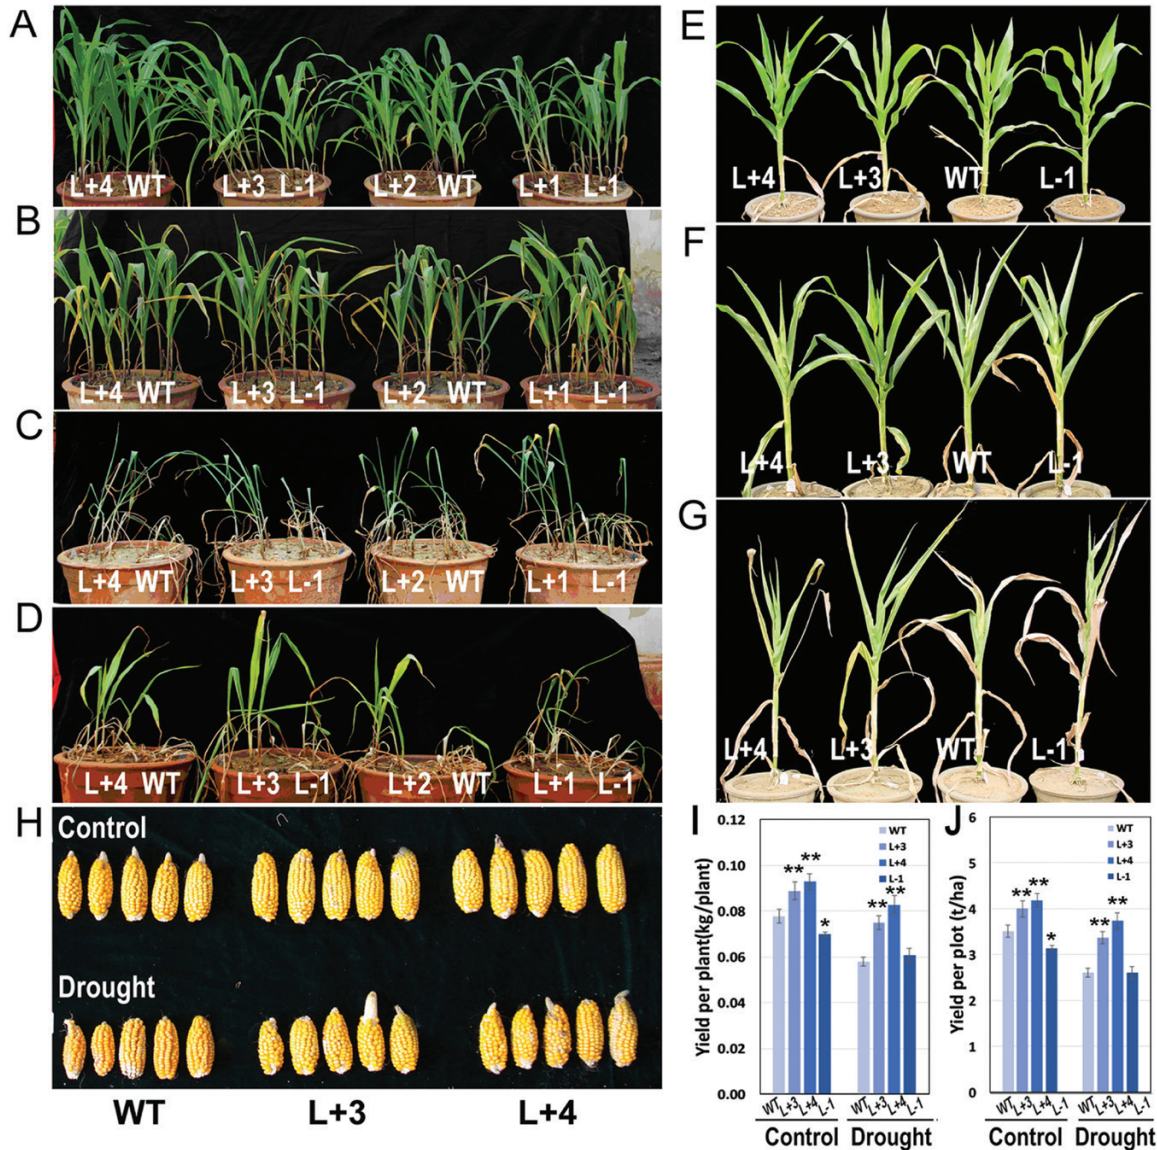 A
L+4 WT L+3 L-1 L+2 WT L+1 L-1
B
L+4 WT L+3 L-1 L+2 WT L+1 L-1
C
L+4 WT L+3 L-1 L+2 WT L+1 L-1
D
L+4 WT L+3 L-1 L+2 WT L+1 L-1
E
L+4 L+3 WT L-1
F
L+4 L+3 WT L-1
G
L+4 L+3 WT L-1
H
Control
Drought
WT L+3 L+4
I
Yield per plant(kg/plant)
0.12
0.10
0.08
0.06
0.04
0.02
0.00
WT
L+3
L+4
L-1
** **
*
** **
WT L+3 L+4 L-1 WT L+3 L+4 L-1
Control Drought
J
Yield per plot (t/ha)
6
5
4
3
2
1
0
WT
L+3
L+4
L-1
** **
*
** **
WT L+3 L+4 L-1 WT L+3 L+4 L-1
Control Drought